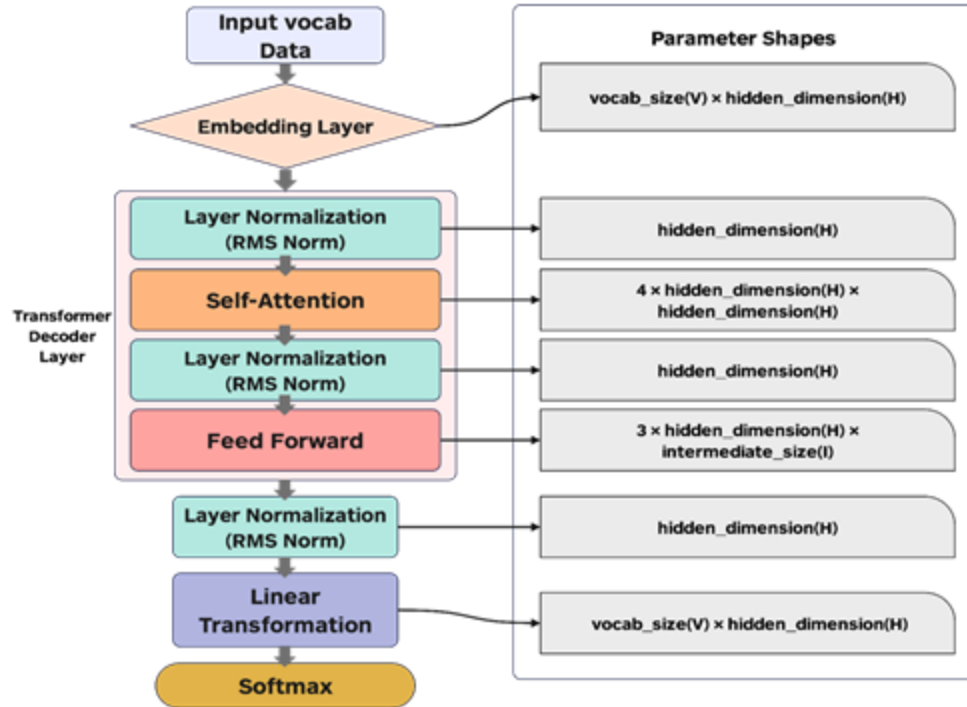 Input vocab
Data
Parameter Shapes
Embedding Layer
vocab_size(V) × hidden_dimension(H)
Transformer
Decoder
Layer
Layer Normalization
(RMS Norm)
hidden_dimension(H)
Self-Attention
4 × hidden_dimension(H) ×
hidden_dimension(H)
Layer Normalization
(RMS Norm)
hidden_dimension(H)
Feed Forward
3 × hidden_dimension(H) ×
intermediate_size(I)
Layer Normalization
(RMS Norm)
hidden_dimension(H)
Linear
Transformation
vocab_size(V) × hidden_dimension(H)
Softmax